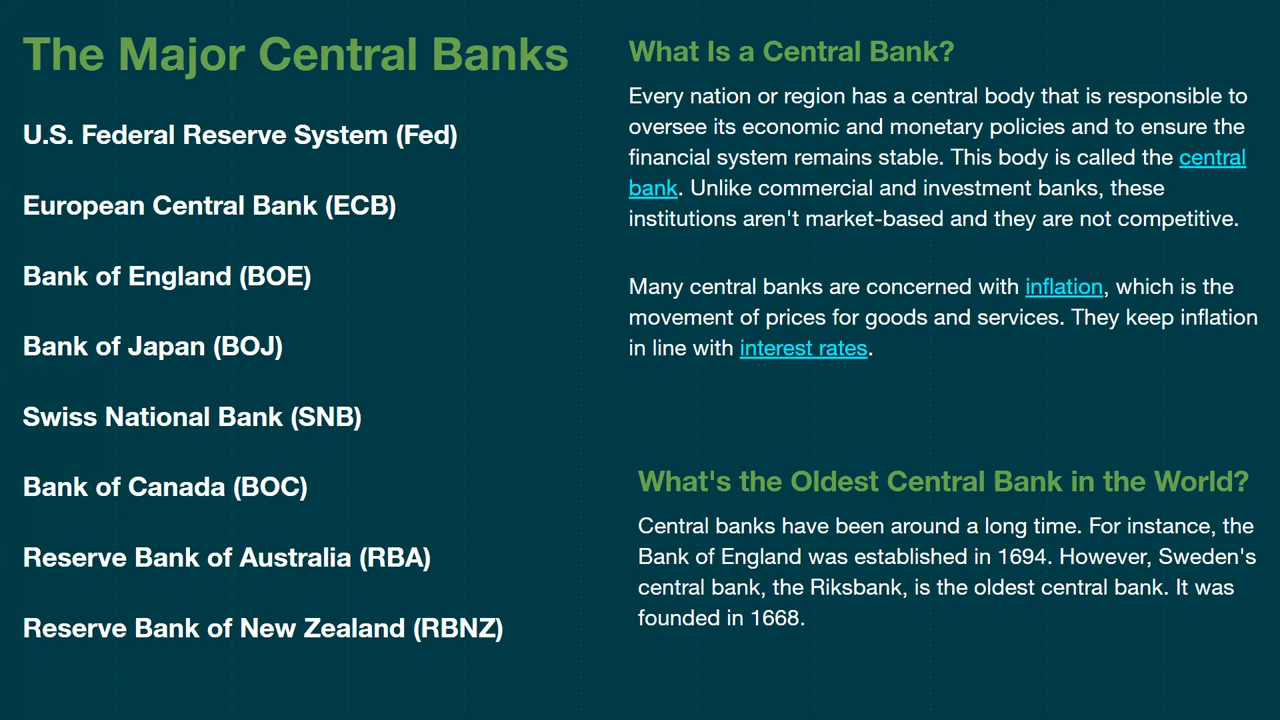 The Major Central Banks
U.S. Federal Reserve System (Fed)
European Central Bank (ECB)
Bank of England (BOE)
Bank of Japan (BOJ)
Swiss National Bank (SNB)
Bank of Canada (BOC)
Reserve Bank of Australia (RBA)
Reserve Bank of New Zealand (RBNZ)
What Is a Central Bank?
Every nation or region has a central body that is responsible to
oversee its economic and monetary policies and to ensure the
financial system remains stable. This body is called the central
bank. Unlike commercial and investment banks, these
institutions aren't market-based and they are not competitive.
Many central banks are concerned with inflation, which is the
movement of prices for goods and services. They keep inflation
in line with interest rates.
What's the Oldest Central Bank in the World?
Central banks have been around a long time. For instance, the
Bank of England was established in 1694. However, Sweden's
central bank, the Riksbank, is the oldest central bank. It was
founded in 1668.